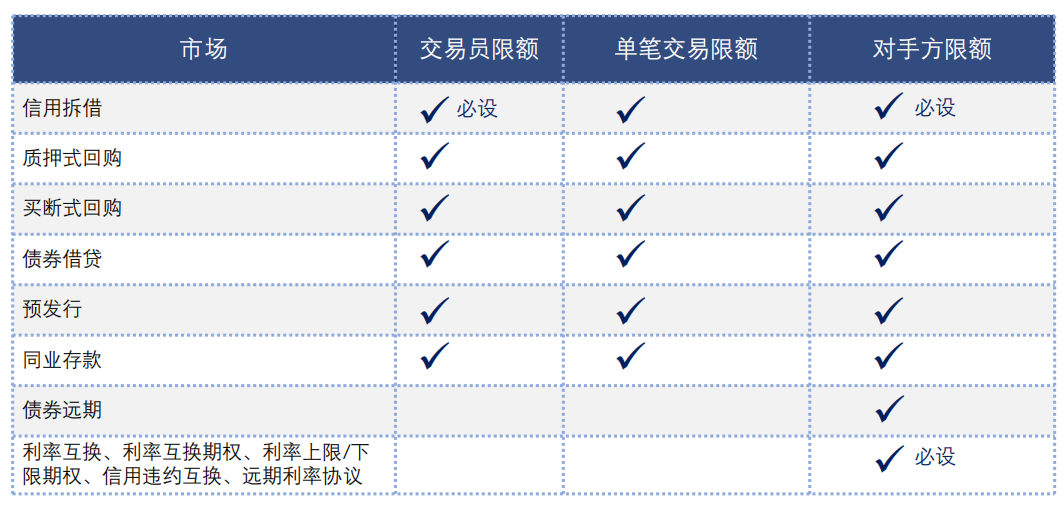 市场 交易员限额 单笔交易限额 对手方限额
信用拆借 ✓ 必设 ✓ ✓ 必设
质押式回购 ✓ ✓ ✓
买断式回购 ✓ ✓ ✓
债券借贷 ✓ ✓ ✓
预发行 ✓ ✓ ✓
同业存款 ✓ ✓ ✓
债券远期 ✓
利率互换、利率互换期权、利率上限/下
限期权、信用违约互换、远期利率协议 ✓ 必设